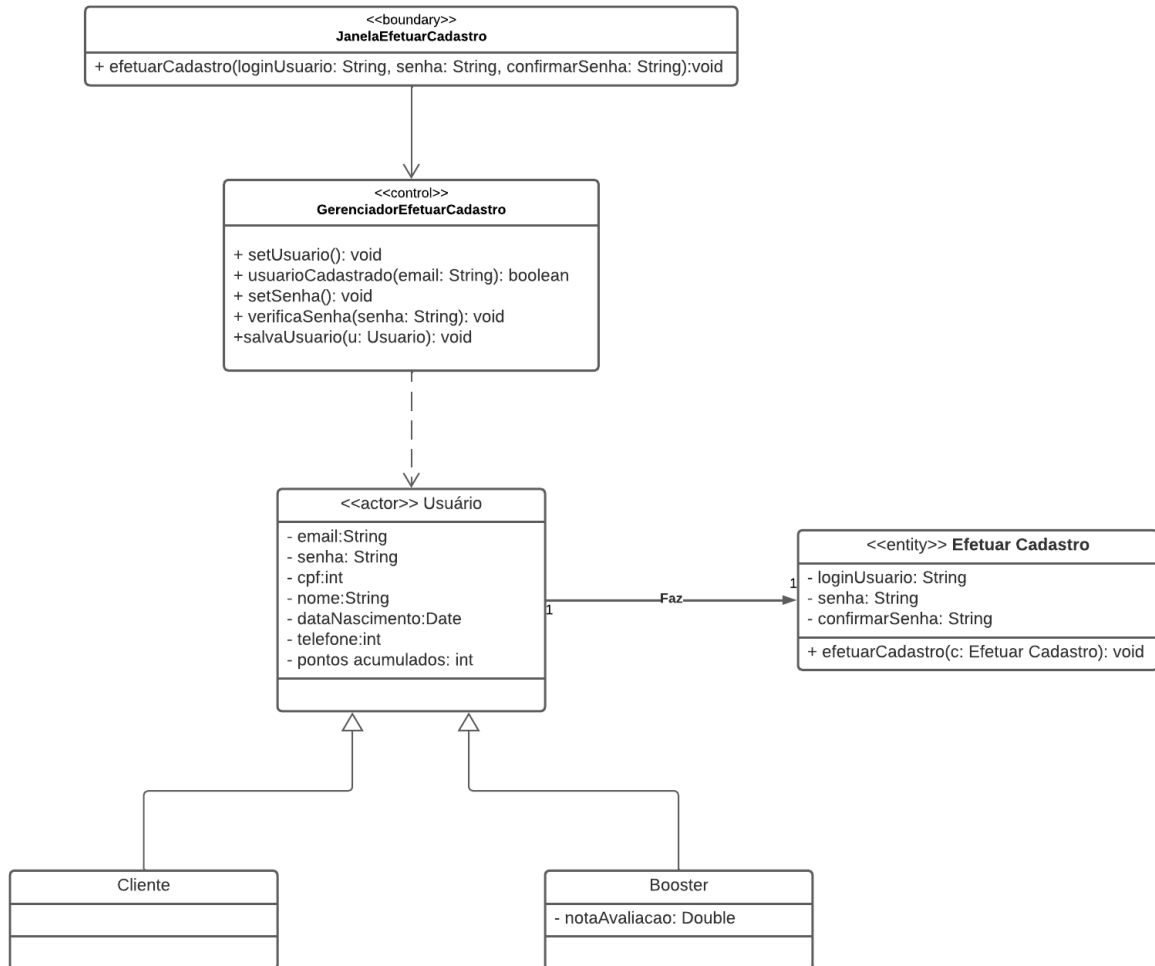 <<boundary>>
JanelaEfetuarCadastro
+ efetuarCadastro(loginUsuario: String, senha: String, confirmarSenha: String):void
<<control>>
GerenciadorEfetuarCadastro
+ setUsuario(): void
+ usuarioCadastrado(email: String): boolean
+ setSenha(): void
+ verificaSenha(senha: String): void
+salvaUsuario(u: Usuario): void
<<actor>> Usuário
- email:String
- senha: String
- cpf:int
- nome:String
- dataNascimento:Date
- telefone:int
- pontos acumulados: int
1
Faz
1
<<entity>> Efetuar Cadastro
- loginUsuario: String
- senha: String
- confirmarSenha: String
+ efetuarCadastro(c: Efetuar Cadastro): void
Cliente
Booster
- notaAvaliacao: Double